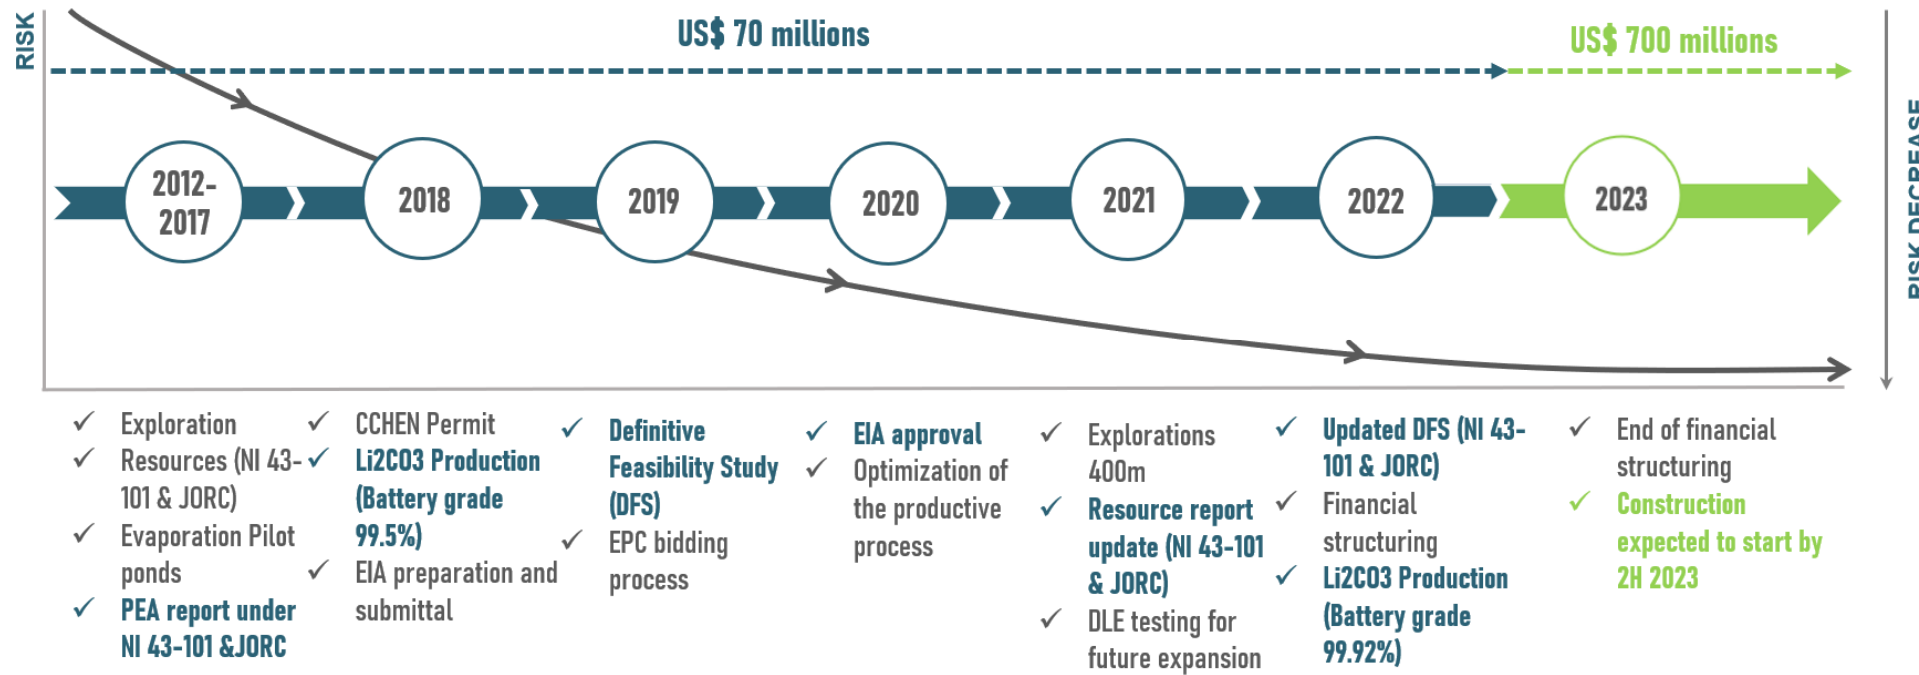 RISK
US$ 70 millions
US$ 700 millions
RISK DECREASE
2012-
2017
2018
2019
2020
2021
2022
2023
Exploration
Resources (NI 43-
101 & JORC)
Evaporation Pilot
ponds
PEA report under
NI 43-101 &JORC
CCHEN Permit
Li2CO3 Production
(Battery grade
99.5%)
EIA preparation and
submittal
Definitive
Feasibility Study
(DFS)
EPC bidding
process
EIA approval
Optimization of
the productive
process
Explorations
400m
Resource report
update (NI 43-101
& JORC)
DLE testing for
future expansion
Updated DFS (NI 43-
101 & JORC)
Financial
structuring
Li2CO3 Production
(Battery grade
99.92%)
End of financial
structuring
Construction
expected to start by
2H 2023